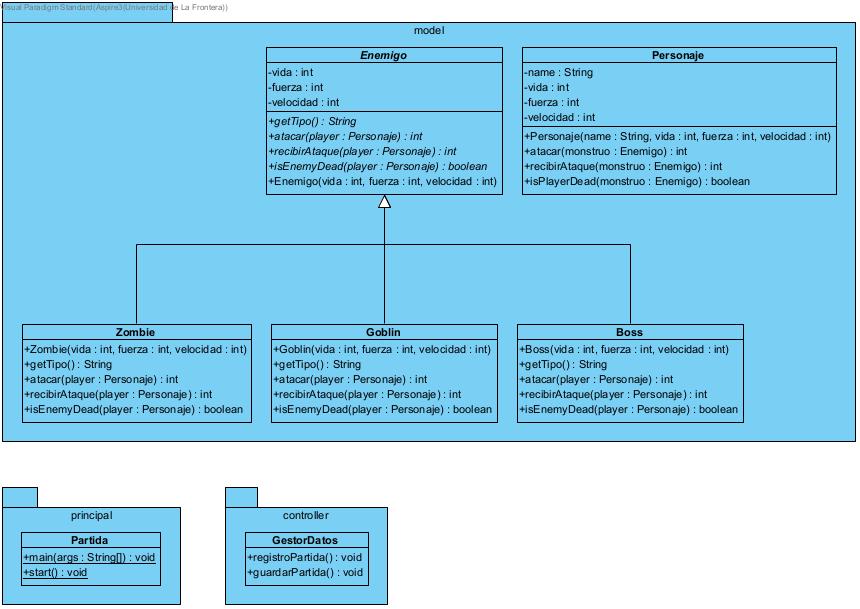 Visual Paradigm Standard(Aspire3(Universidad de La Frontera))
model
Enemigo
-vida : int
-fuerza : int
-velocidad : int
+getTipo() : String
+atacar(player : Personaje) : int
+recibirAtaque(player : Personaje) : int
+isEnemyDead(player : Personaje) : boolean
+Enemigo(vida : int, fuerza : int, velocidad : int)
Personaje
-name : String
-vida : int
-fuerza : int
-velocidad : int
+Personaje(name : String, vida : int, fuerza : int, velocidad : int)
+atacar(monstruo : Enemigo) : int
+recibirAtaque(monstruo : Enemigo) : int
+isPlayerDead(monstruo : Enemigo) : boolean
Zombie
+Zombie(vida : int, fuerza : int, velocidad : int)
+getTipo() : String
+atacar(player : Personaje) : int
+recibirAtaque(player : Personaje) : int
+isEnemyDead(player : Personaje) : boolean
Goblin
+Goblin(vida : int, fuerza : int, velocidad : int)
+getTipo() : String
+atacar(player : Personaje) : int
+recibirAtaque(player : Personaje) : int
+isEnemyDead(player : Personaje) : boolean
Boss
+Boss(vida : int, fuerza : int, velocidad : int)
+getTipo() : String
+atacar(player : Personaje) : int
+recibirAtaque(player : Personaje) : int
+isEnemyDead(player : Personaje) : boolean
principal
Partida
+main(args : String[]) : void
+start() : void
controller
GestorDatos
+registroPartida() : void
+guardarPartida() : void